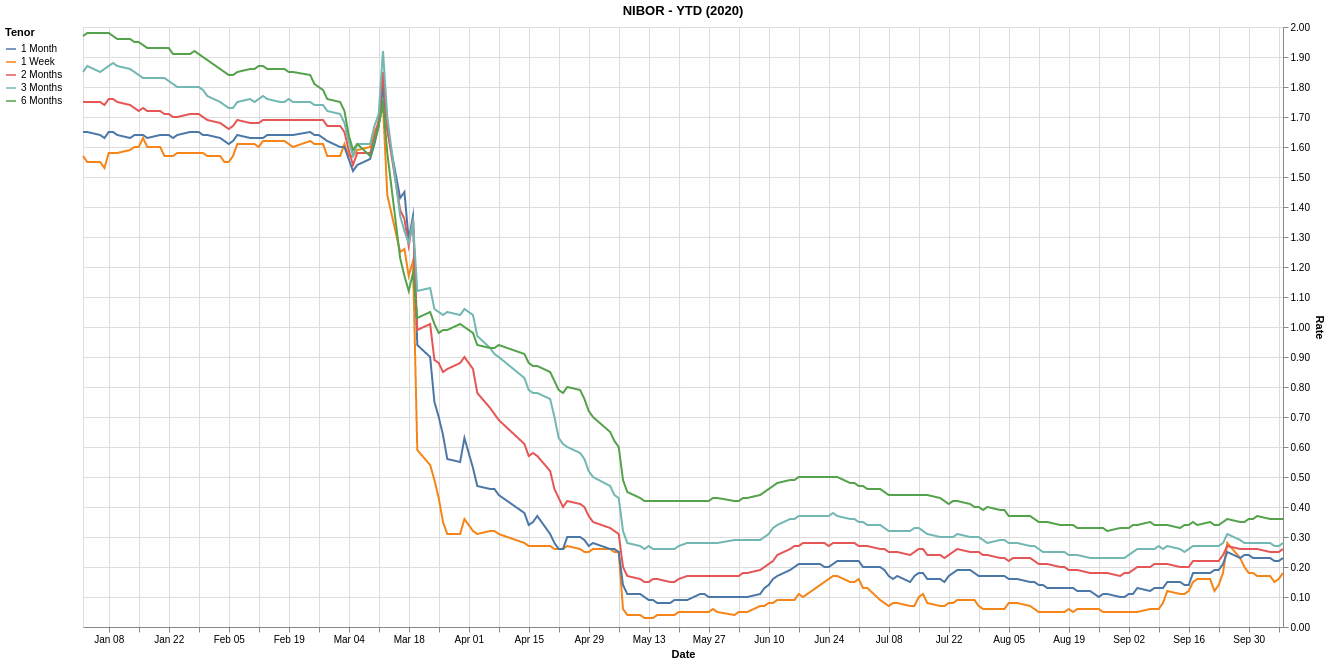 NIBOR - YTD (2020)
Tenor
1 Month
1 Week
2 Months
3 Months
6 Months
2.00
1.90
1.80
1.70
1.60
1.50
1.40
1.30
1.20
1.10
1.00
0.90
0.80
0.70
0.60
0.50
0.40
0.30
0.20
0.10
0.00
Rate
Jan 08 Jan 22 Feb 05 Feb 19 Mar 04 Mar 18 Apr 01 Apr 15 Apr 29 May 13 May 27 Jun 10 Jun 24 Jul 08 Jul 22 Aug 05 Aug 19 Sep 02 Sep 16 Sep 30
Date